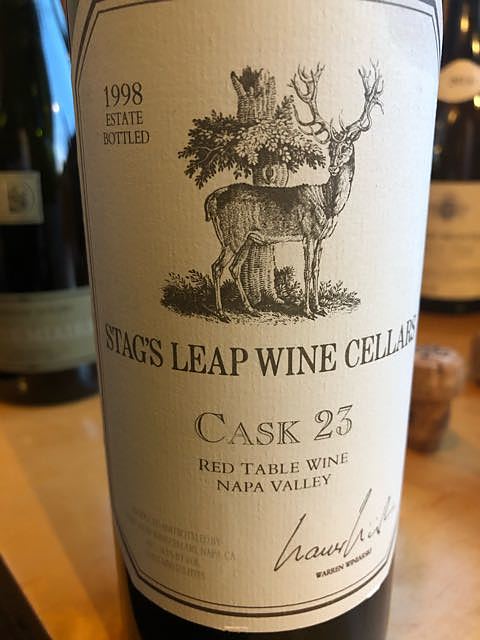 1998
ESTATE
BOTTLED
STAG'S LEAP WINE CELLARS
CASK 23
RED TABLE WINE
NAPA VALLEY
WARREN WINIARSKI